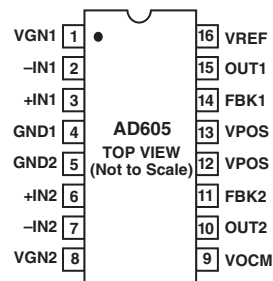 VGN1 1 16 VREF
–IN1 2 15 OUT1
+IN1 3 14 FBK1
GND1 4 AD605 13 VPOS
TOP VIEW
GND2 5 (Not to Scale) 12 VPOS
+IN2 6 11 FBK2
–IN2 7 10 OUT2
VGN2 8 9 VOCM